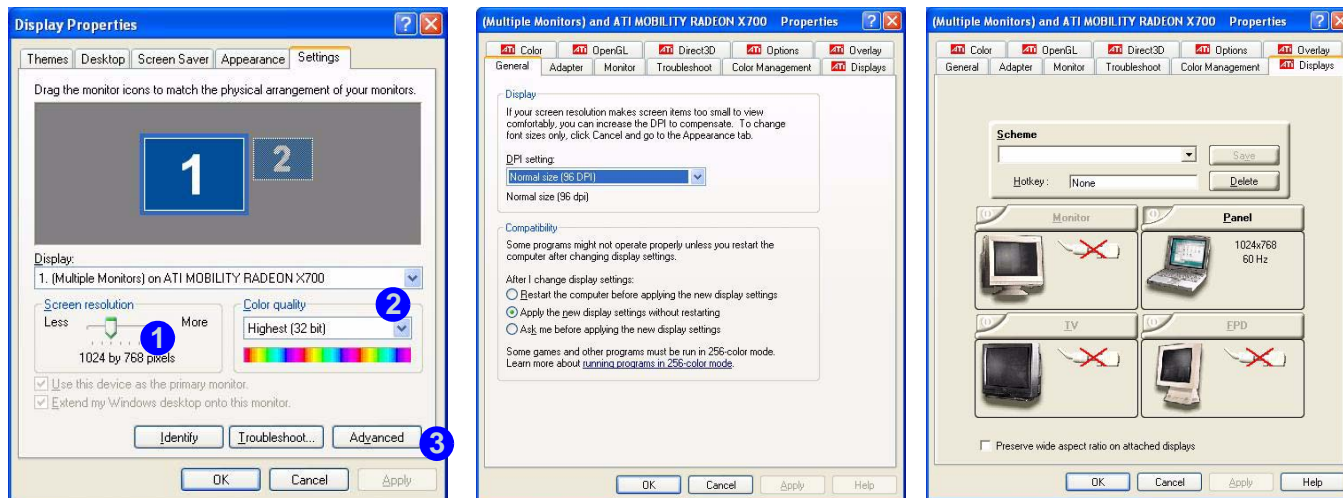 Display Properties
Themes Desktop Screen Saver Appearance Settings
Drag the monitor icons to match the physical arrangement of your monitors.
1 2
Display:
1. (Multiple Monitors) on ATI MOBILITY RADEON X700
Screen resolution
Less More
1
1024 by 768 pixels
Color quality
2
Highest (32 bit)
Use this device as the primary monitor.
Extend my Windows desktop onto this monitor.
Identify Troubleshoot... Advanced
3
OK Cancel Apply
(Multiple Monitors) and ATI MOBILITY RADEON X700 Properties
ATI Color ATI OpenGL ATI Direct3D ATI Options ATI Overlay
General Adapter Monitor Troubleshoot Color Management ATI Displays
Display
If your screen resolution makes screen items too small to view
comfortably, you can increase the DPI to compensate. To change
font sizes only, click Cancel and go to the Appearance tab.
DPI setting:
Normal size (96 DPI)
Normal size (96 dpi)
Compatibility
Some programs might not operate properly unless you restart the
computer after changing display settings.
After I change display settings:
Restart the computer before applying the new display settings
Apply the new display settings without restarting
Ask me before applying the new display settings
Some games and other programs must be run in 256-color mode.
Learn more about running programs in 256-color mode.
OK Cancel Apply Help
(Multiple Monitors) and ATI MOBILITY RADEON X700 Properties
ATI Color ATI OpenGL ATI Direct3D ATI Options ATI Overlay
General Adapter Monitor Troubleshoot Color Management ATI Displays
Scheme
Save
Hotkey: None
Delete
Monitor Panel
1024x768
60 Hz
TV FPD
Preserve wide aspect ratio on attached displays
OK Cancel Apply Help